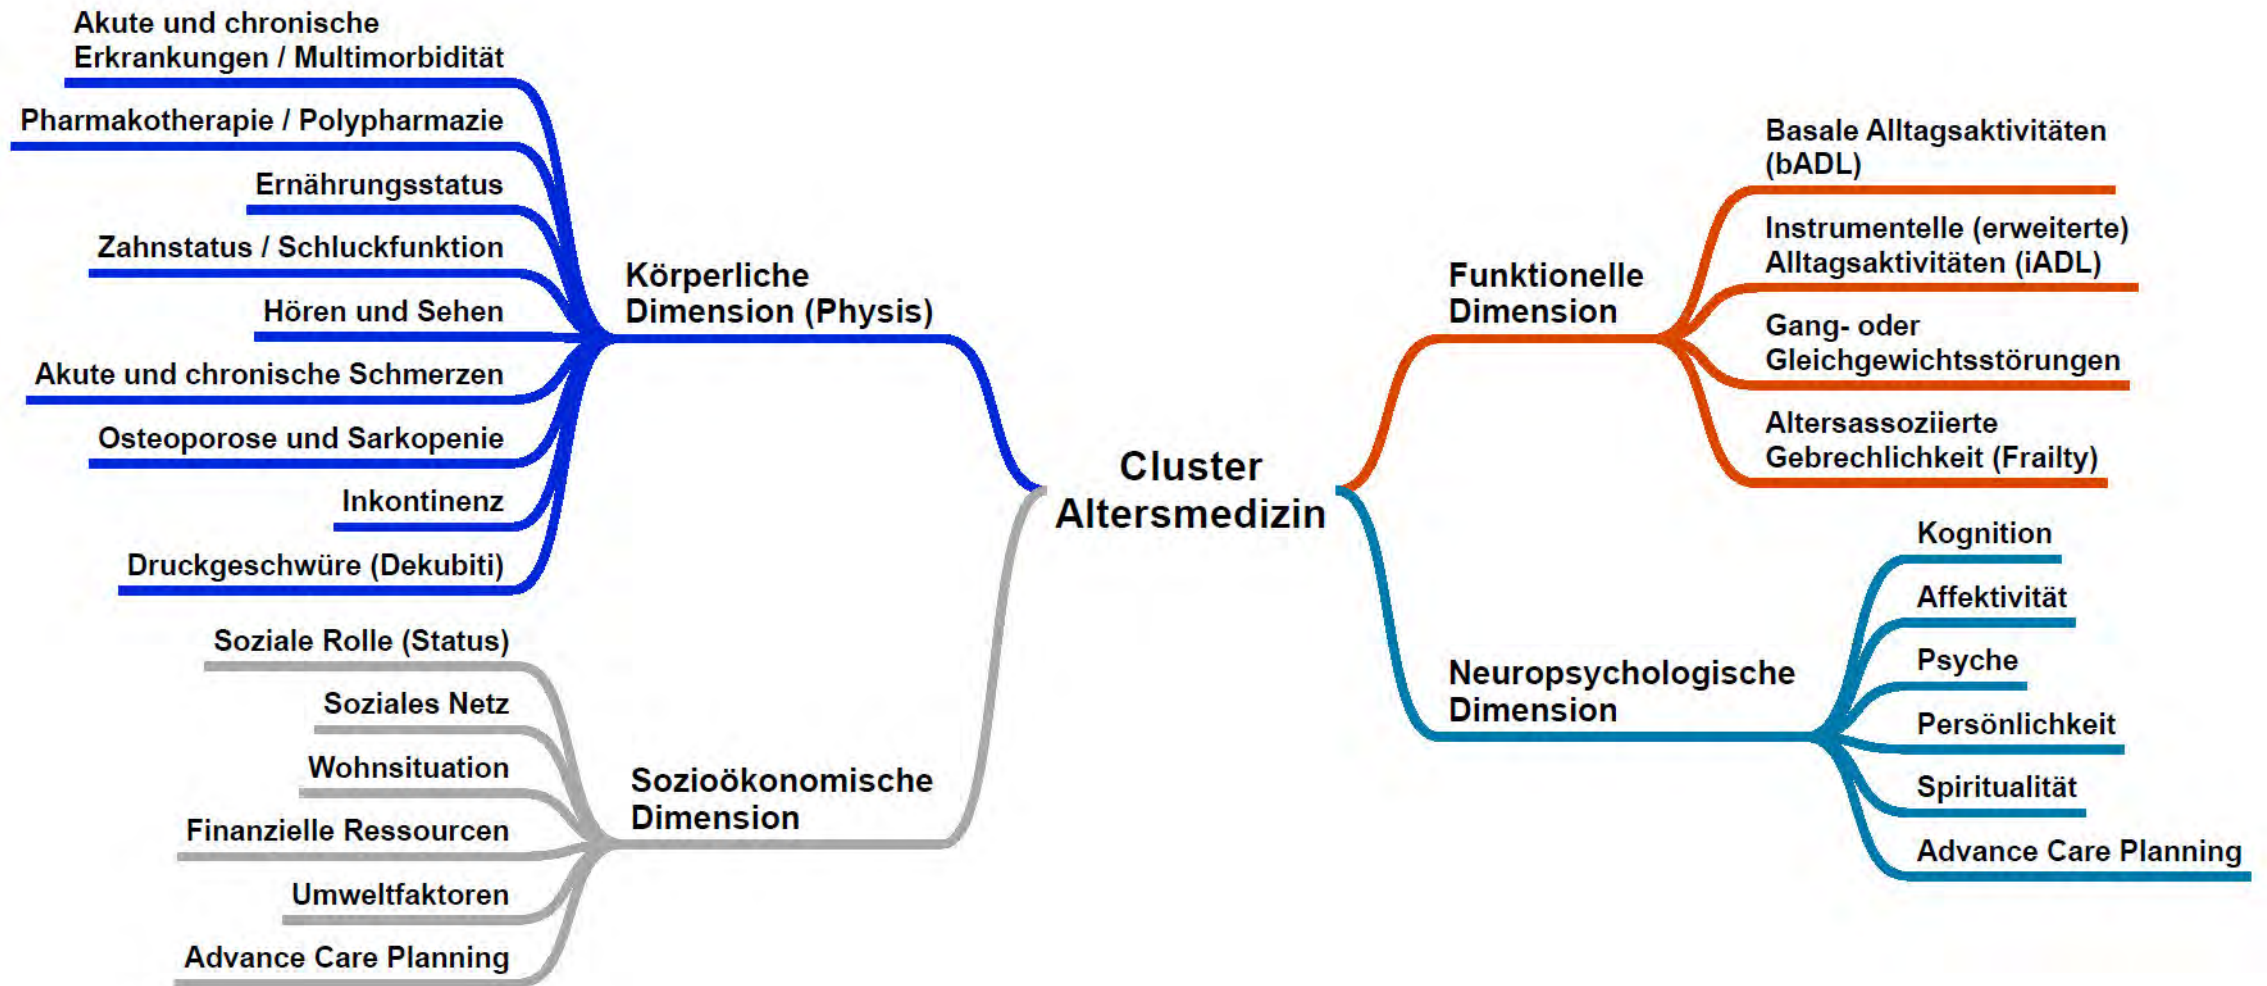 Akute und chronische
Erkrankungen / Multimorbidität
Pharmakotherapie / Polypharmazie
Ernährungsstatus
Zahnstatus / Schluckfunktion
Hören und Sehen
Akute und chronische Schmerzen
Osteoporose und Sarkopenie
Inkontinenz
Druckgeschwüre (Dekubiti)
Körperliche
Dimension (Physis)
Soziale Rolle (Status)
Soziales Netz
Wohnsituation
Finanzielle Ressourcen
Umweltfaktoren
Advance Care Planning
Sozioökonomische
Dimension
Cluster
Altersmedizin
Funktionelle
Dimension
Basale Alltagsaktivitäten
(bADL)
Instrumentelle (erweiterte)
Alltagsaktivitäten (iADL)
Gang- oder
Gleichgewichtsstörungen
Altersassoziierte
Gebrechlichkeit (Frailty)
Neuropsychologische
Dimension
Kognition
Affektivität
Psyche
Persönlichkeit
Spiritualität
Advance Care Planning